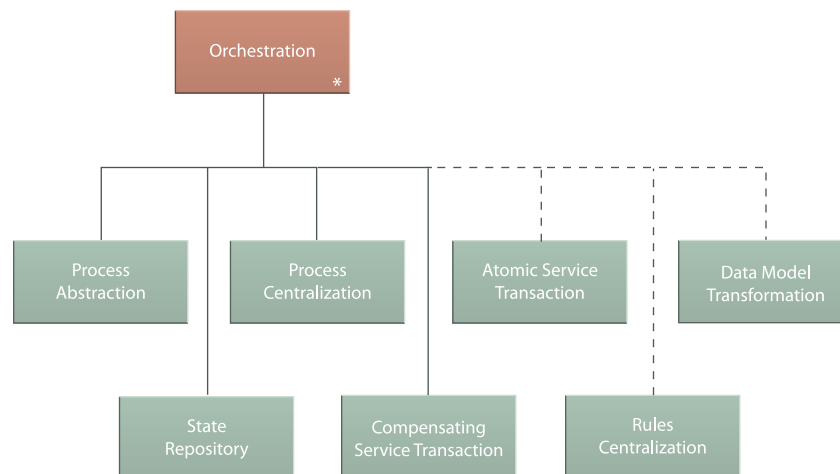 Orchestration
*
Process
Abstraction
Process
Centralization
Atomic Service
Transaction
Data Model
Transformation
State
Repository
Compensating
Service Transaction
Rules
Centralization